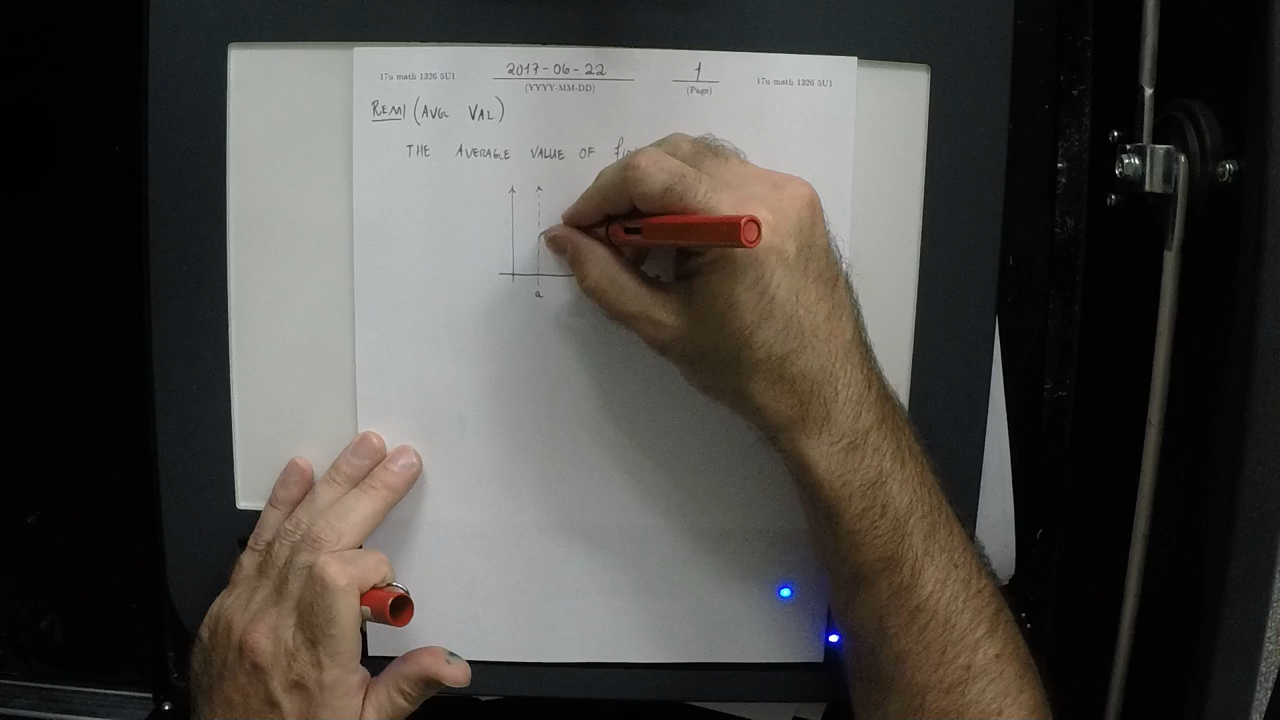 17u math 1326 5U1 2017-06-22 1 17u math 1326 5U1
(YYYY-MM-DD) (Page)
REM (AVG VAL)
THE AVERAGE VALUE OF
a